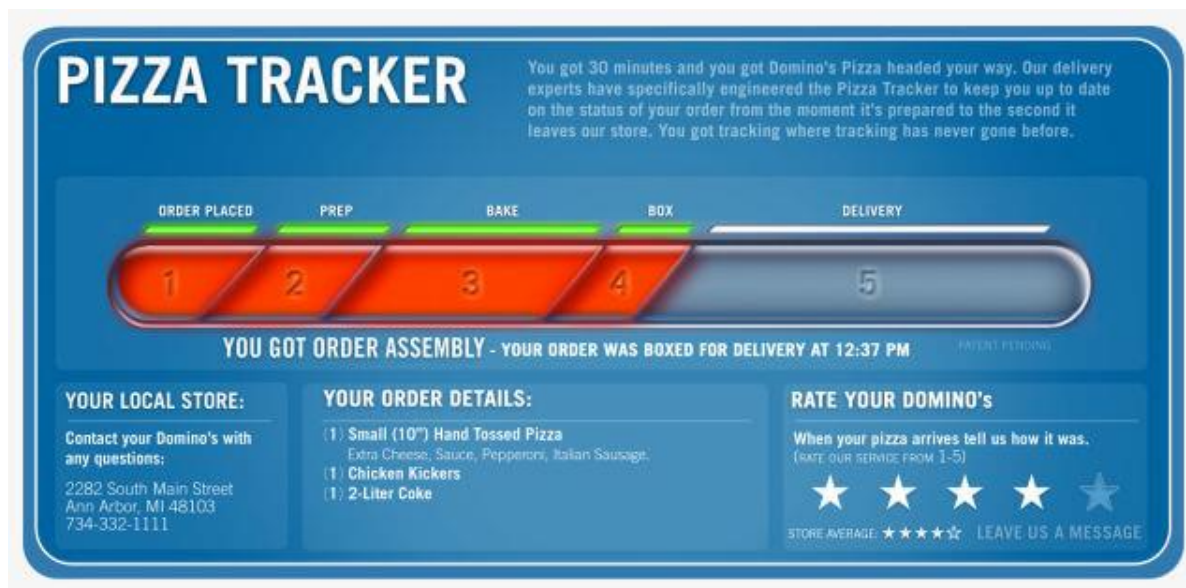 PIZZA TRACKER
You got 30 minutes and you got Domino's Pizza headed your way. Our delivery
experts have specifically engineered the Pizza Tracker to keep you up to date
on the status of your order from the moment it's prepared to the second it
leaves our store. You got tracking where tracking has never gone before.
ORDER PLACED PREP BAKE BOX DELIVERY
1 2 3 4 5
YOU GOT ORDER ASSEMBLY - YOUR ORDER WAS BOXED FOR DELIVERY AT 12:37 PM
PATENT PENDING
YOUR LOCAL STORE:
Contact your Domino's with
any questions:
2282 South Main Street
Ann Arbor, MI 48103
734-332-1111
YOUR ORDER DETAILS:
(1) Small (10") Hand Tossed Pizza
Extra Cheese, Sauce, Pepperoni, Italian Sausage,
(1) Chicken Kickers
(1) 2-Liter Coke
RATE YOUR DOMINO's
When your pizza arrives tell us how it was.
(RATE OUR SERVICE FROM 1-5)
STORE AVERAGE: LEAVE US A MESSAGE